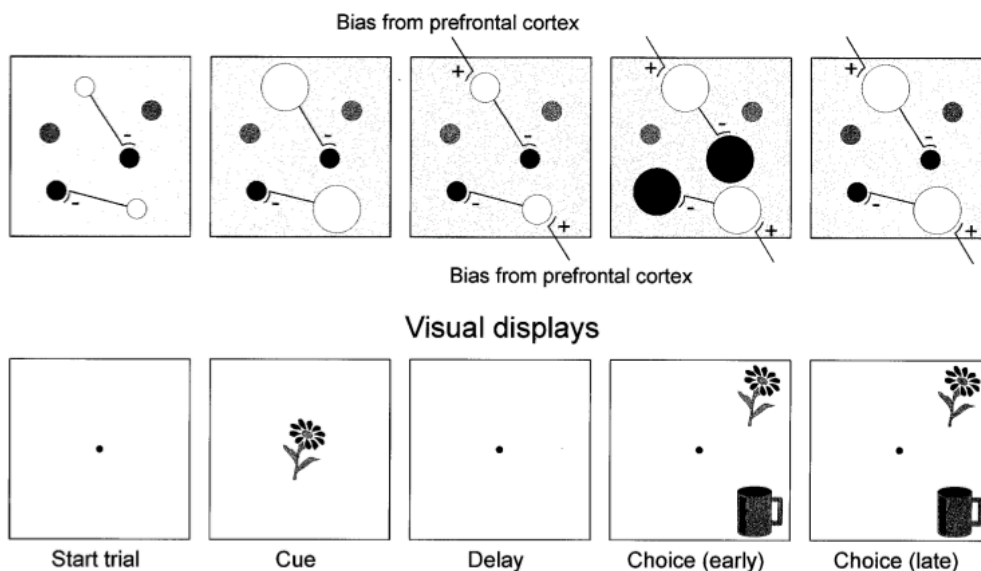 Bias from prefrontal cortex
+ + +
- - - - -
- - - - -
+ + +
Bias from prefrontal cortex
Visual displays
Start trial Cue Delay Choice (early) Choice (late)